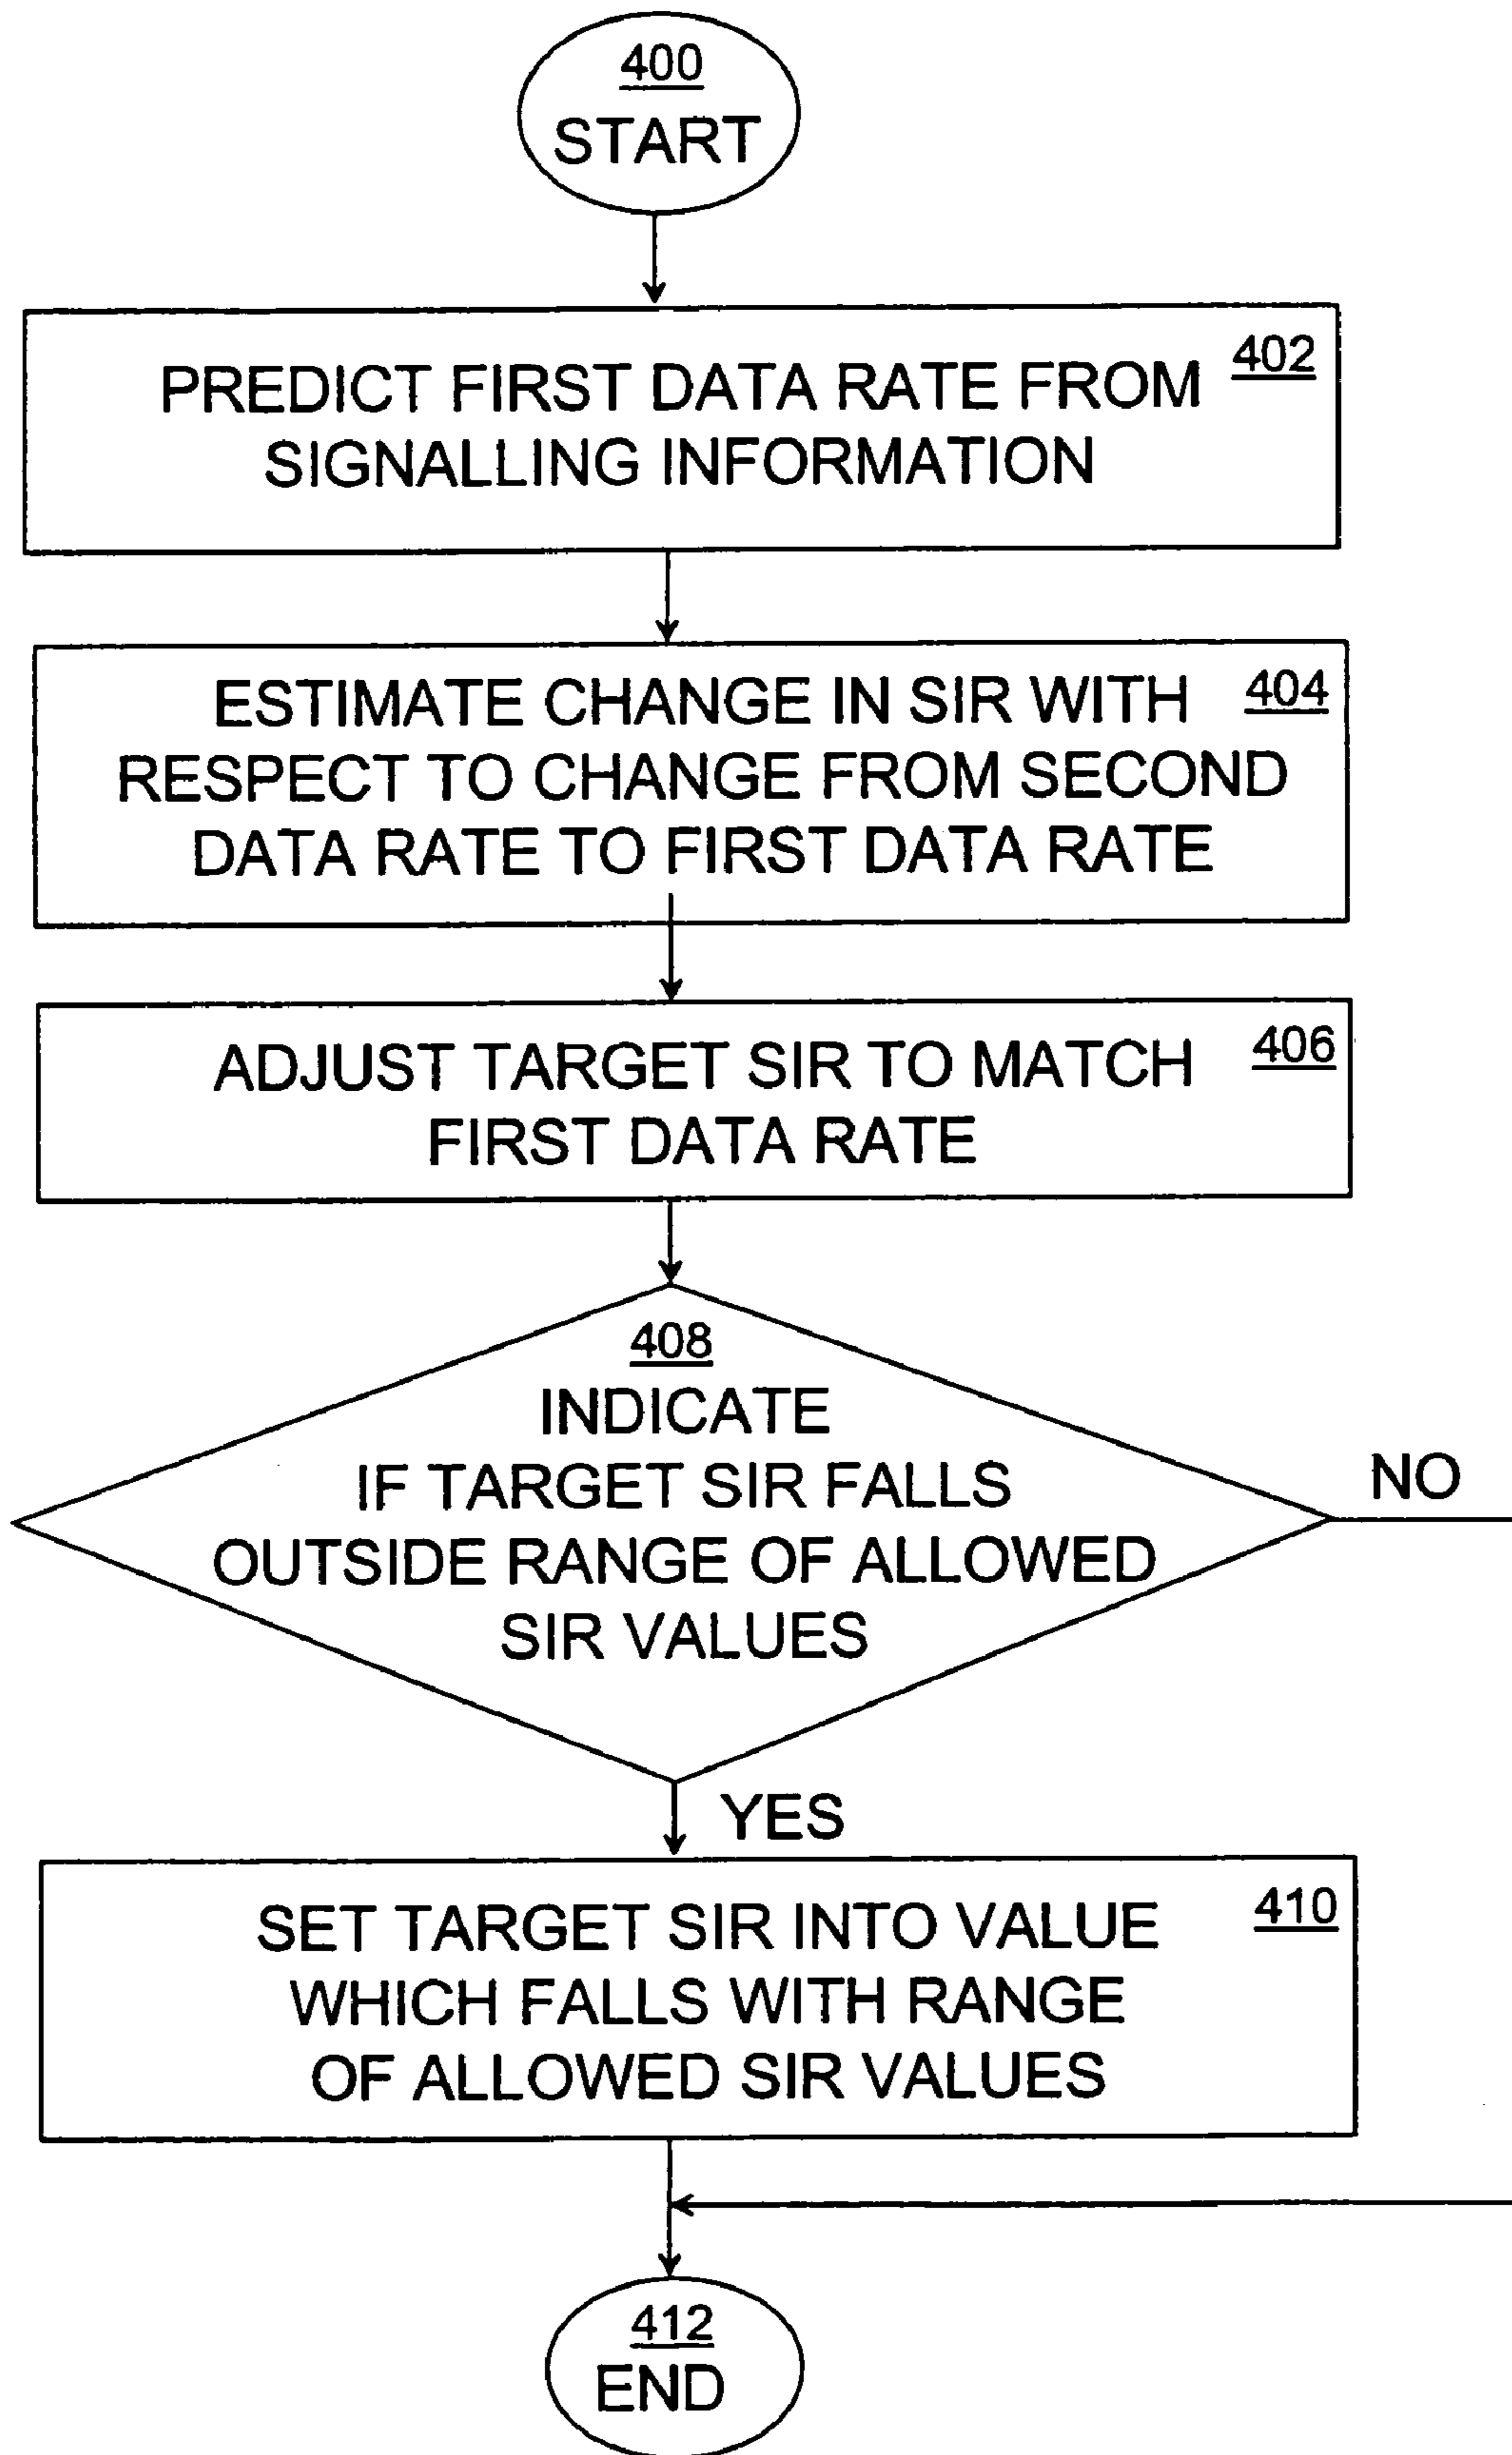 400
START
402
PREDICT FIRST DATA RATE FROM
SIGNALLING INFORMATION
404
ESTIMATE CHANGE IN SIR WITH
RESPECT TO CHANGE FROM SECOND
DATA RATE TO FIRST DATA RATE
406
ADJUST TARGET SIR TO MATCH
FIRST DATA RATE
408
INDICATE
IF TARGET SIR FALLS
OUTSIDE RANGE OF ALLOWED
SIR VALUES
NO
YES
410
SET TARGET SIR INTO VALUE
WHICH FALLS WITH RANGE
OF ALLOWED SIR VALUES
412
END